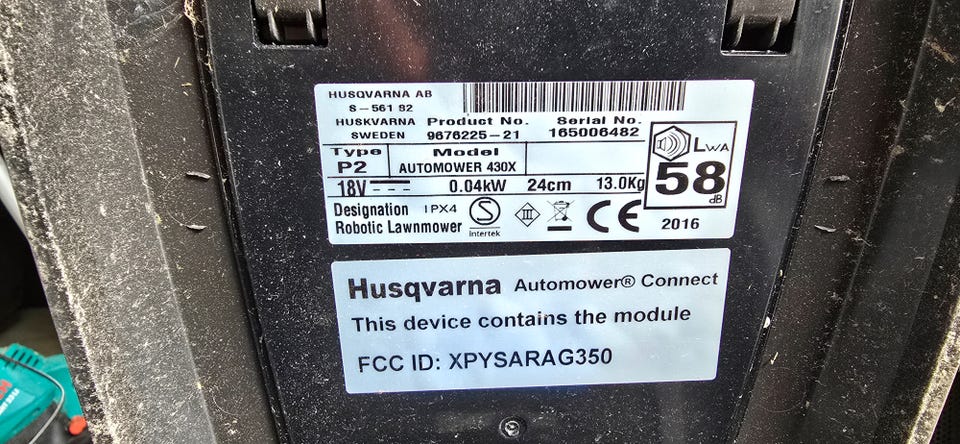 HUSQVARNA AB
S-561 82
HUSKVARNA Product No. Serial No.
SWEDEN 9676225-21 165006482
Type Model
P2 AUTOMOWER 430X
LWA
58
dB
18V 0.04kW 24cm 13.0Kg
Designation IPX4
Robotic Lawnmower
S
Intertek
III
CE
2016
Husqvarna Automower® Connect
This device contains the module
FCC ID: XPYSARAG350